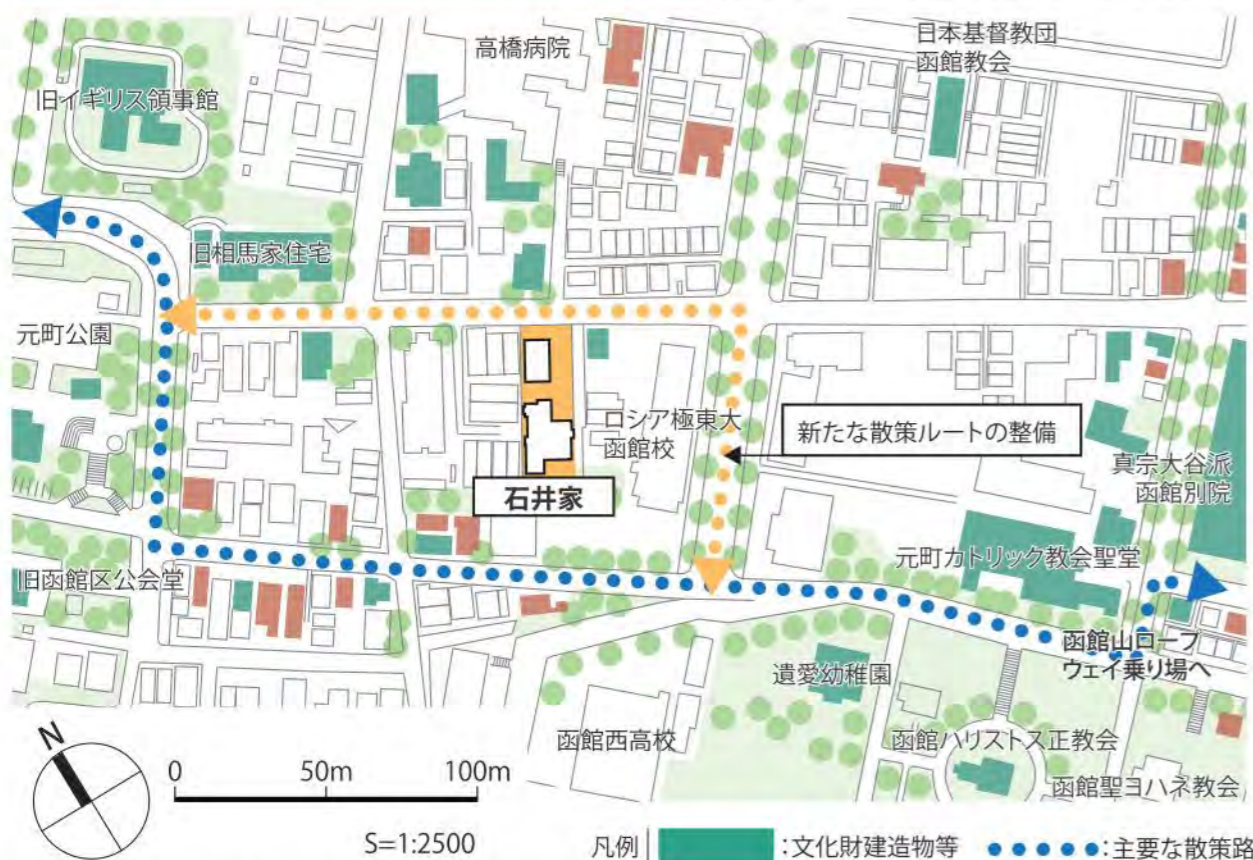 高橋病院
日本基督教団
函館教会
旧イギリス領事館
旧相馬家住宅
元町公園
ロシア極東大
函館校
新たな散策ルートの整備
真宗大谷派
函館別院
石井家
元町カトリック教会聖堂
旧函館区公会堂
函館山ロープ
ウェイ乗り場へ
遺愛幼稚園
函館西高校
函館ハリストス正教会
函館聖ヨハネ教会
N
0 50m 100m
S=1:2500
凡例
:文化財建造物等
:主要な散策路